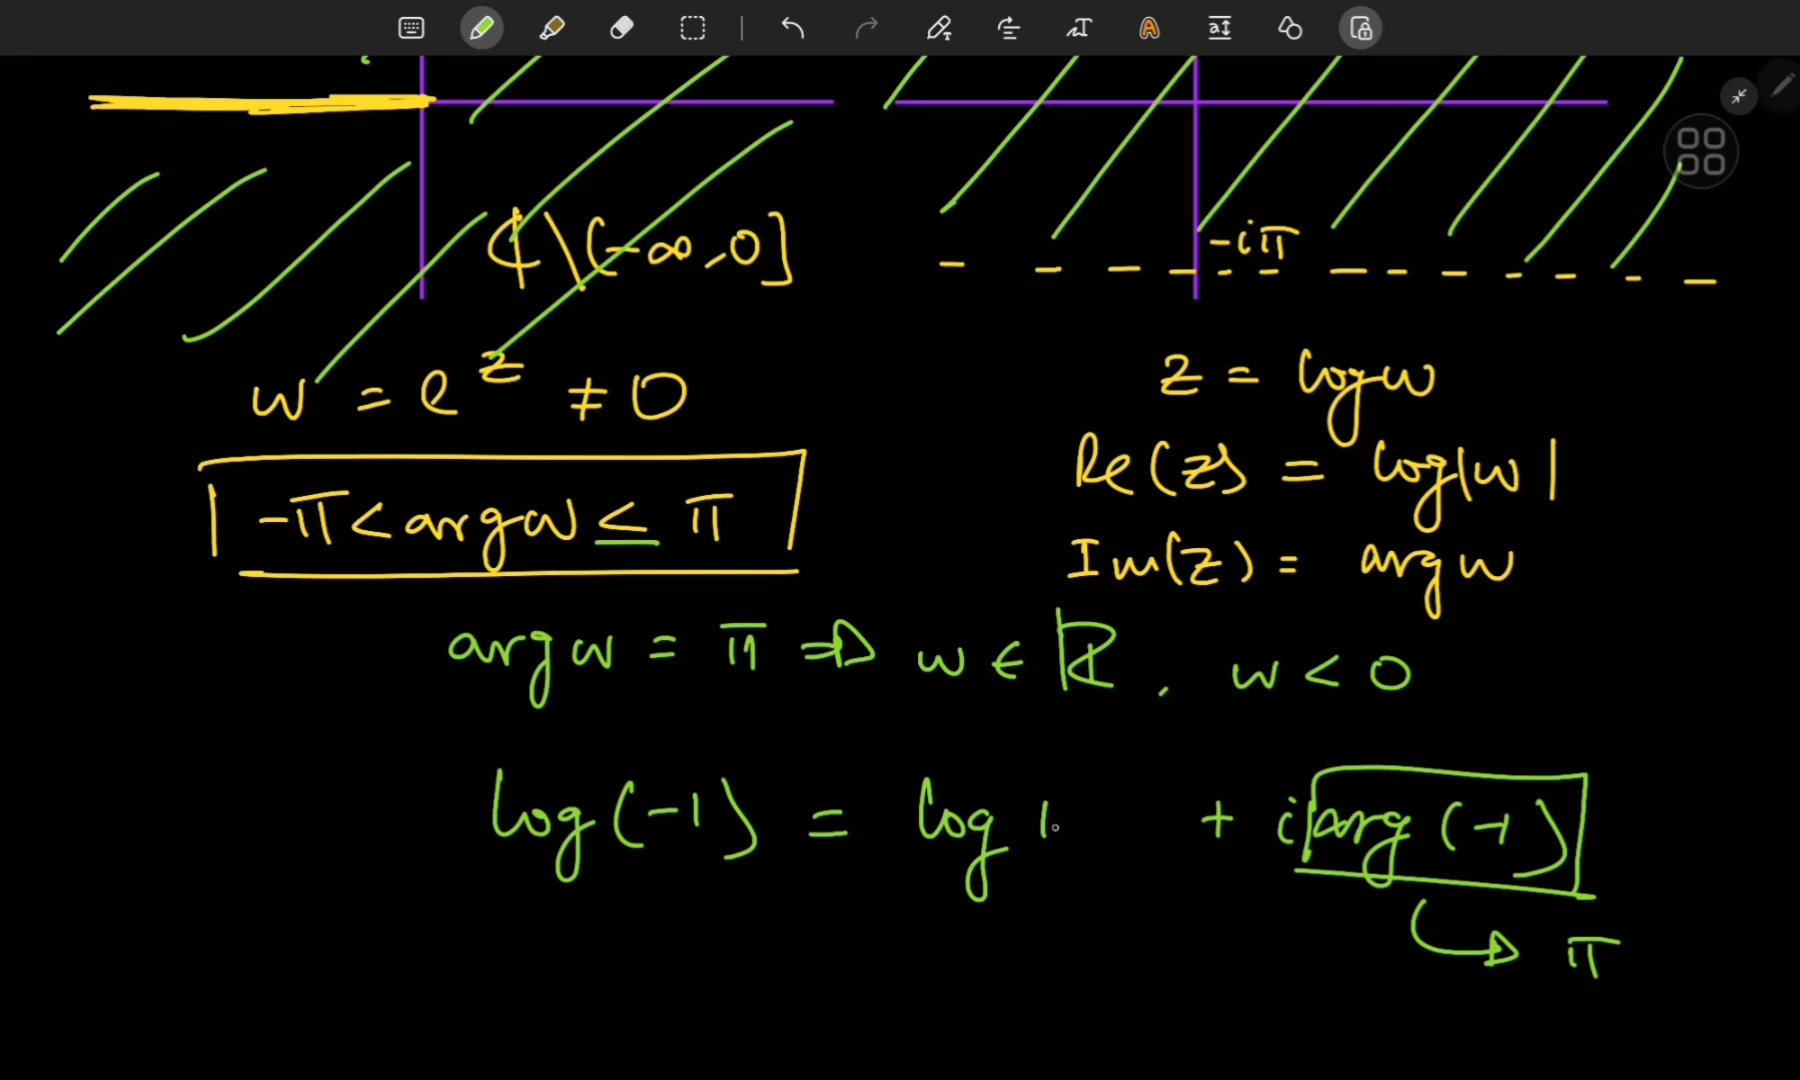 ℂ\(-∞,0]
-iπ
w = e^z ≠ 0
z = log w
Re(z) = log|w|
-π < arg w ≤ π
Im(z) = arg w
arg w = π ⇒ w ∈ ℝ, w < 0
log(-1) = log 1 + i arg(-1)
π